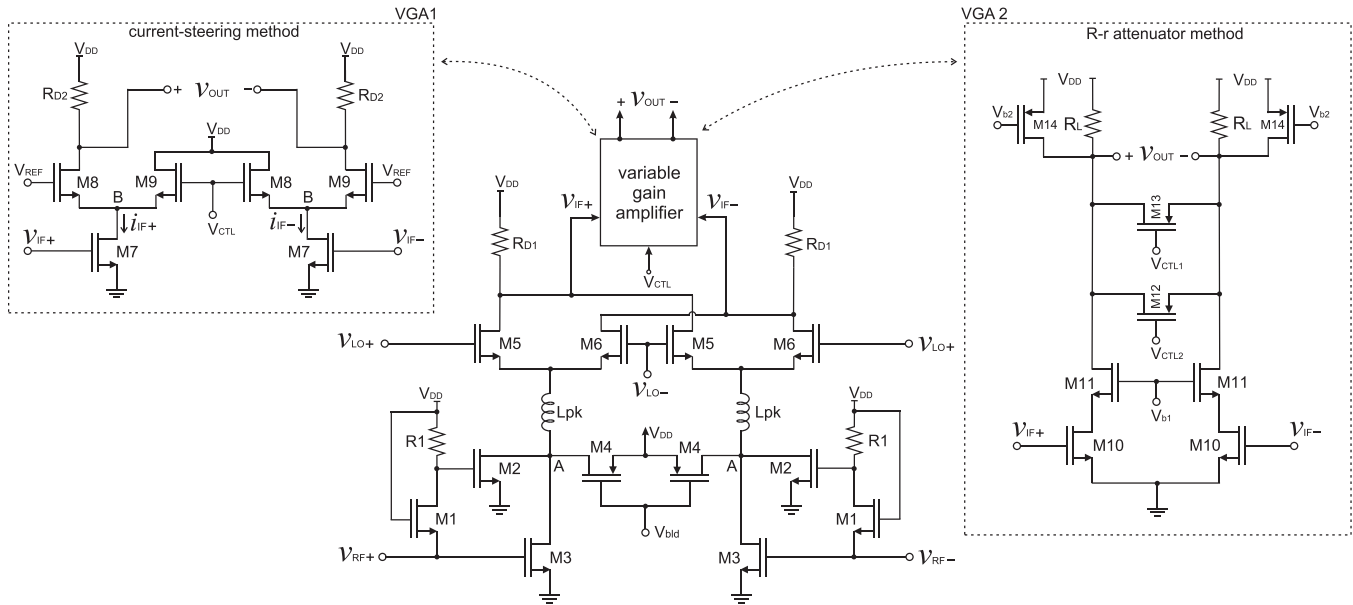 VGA1
current-steering method
VDD
VDD
RD2
+ vOUT −
RD2
VDD
VREF
M8
M9
M8
M9
VREF
B
B
VCTL
iIF+
iIF−
vIF+
M7
M7
vIF−
+ vOUT −
variable
gain
amplifier
vIF+
vIF−
VCTL
VDD
VDD
RD1
RD1
vLO+
M5
M6
M5
M6
vLO+
vLO−
Lpk
Lpk
VDD
VDD
R1
R1
VDD
M4
M4
A
A
M2
M2
M1
M1
Vbld
vRF+
M3
M3
vRF−
VGA 2
R-r attenuator method
VDD
VDD
Vb2
M14
RL
RL
M14
Vb2
+ vOUT −
M13
VCTL1
M12
VCTL2
M11
M11
Vb1
vIF+
M10
M10
vIF−